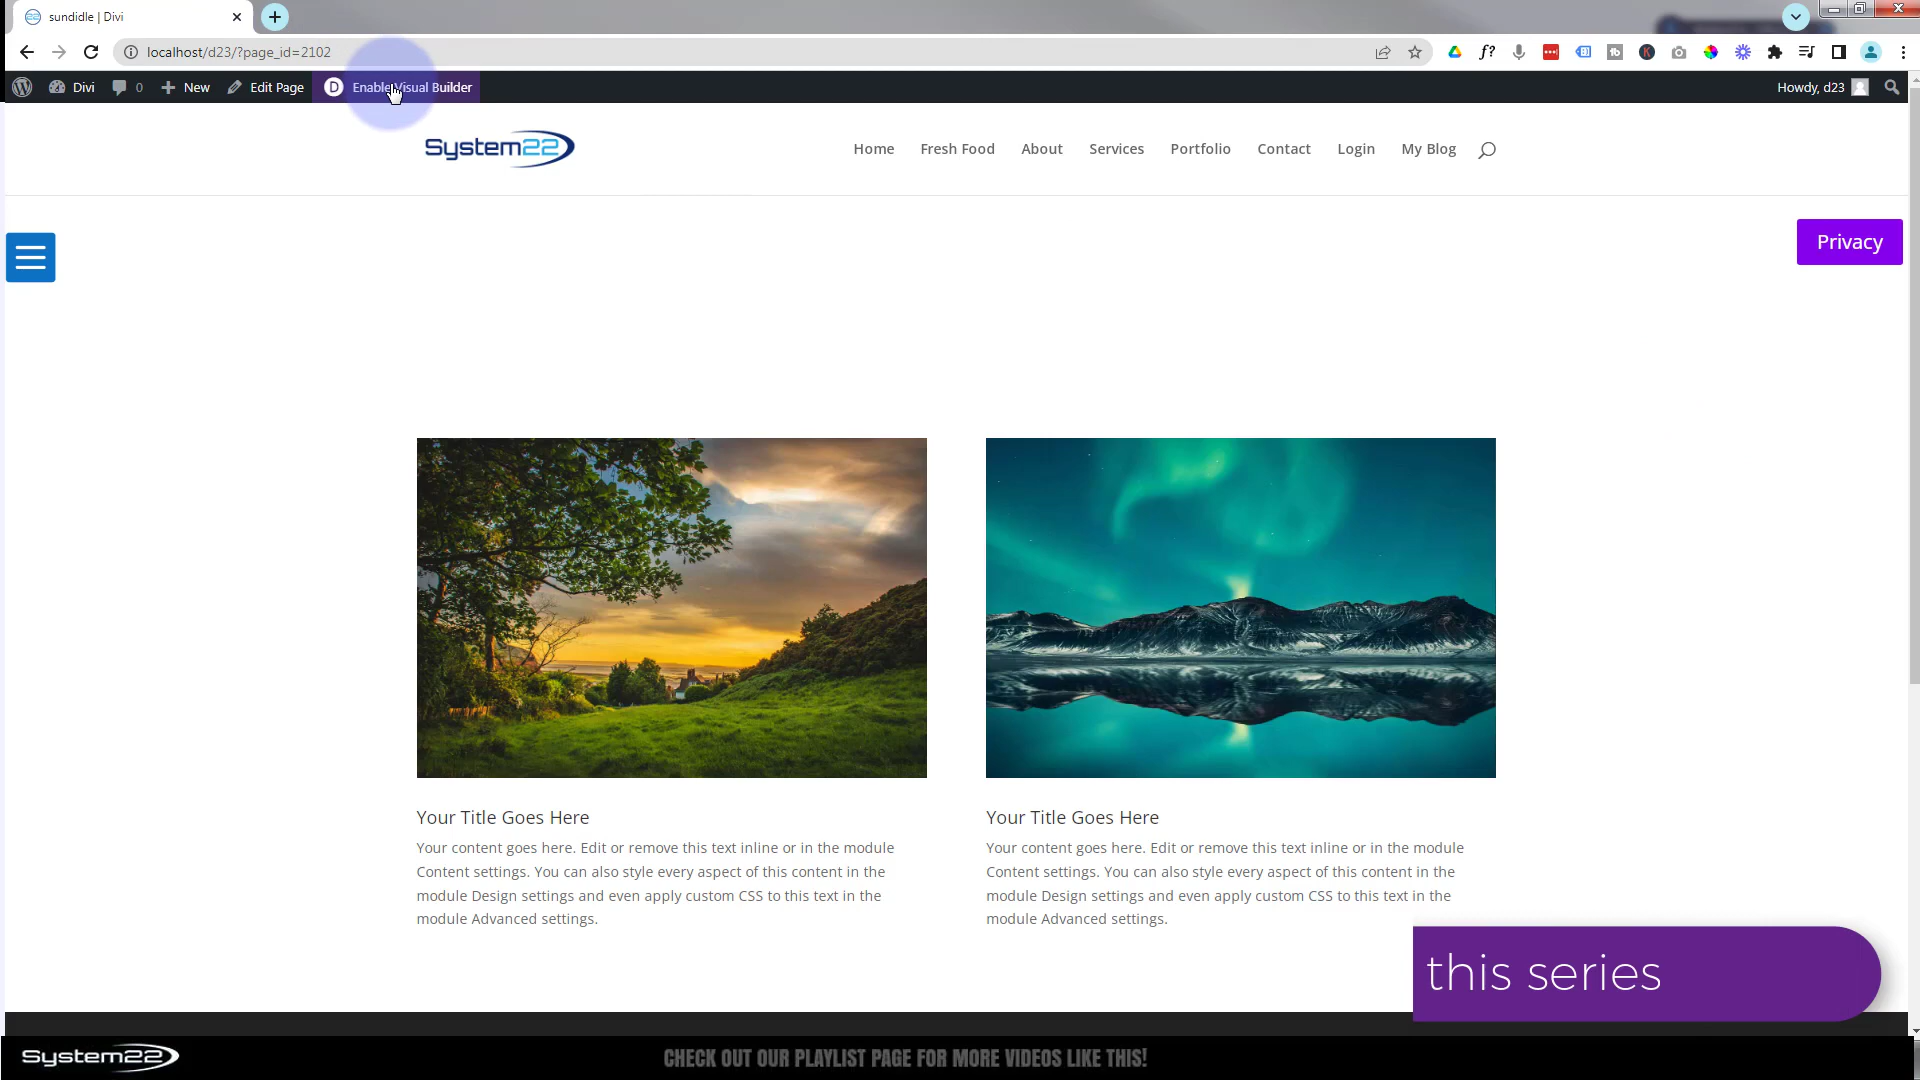 sundidle | Divi
localhost/d23/?page_id=2102
Divi 0 New Edit Page D Enable Visual Builder Howdy, d23
System22
Home Fresh Food About Services Portfolio Contact Login My Blog
Privacy
Your Title Goes Here
Your content goes here. Edit or remove this text inline or in the module
Content settings. You can also style every aspect of this content in the
module Design settings and even apply custom CSS to this text in the
module Advanced settings.
Your Title Goes Here
Your content goes here. Edit or remove this text inline or in the module
Content settings. You can also style every aspect of this content in the
module Design settings and even apply custom CSS to this text in the
module Advanced settings.
this series
System22
CHECK OUT OUR PLAYLIST PAGE FOR MORE VIDEOS LIKE THIS!